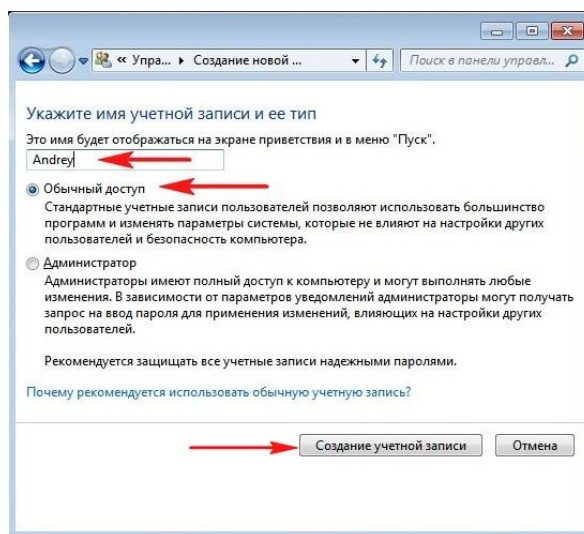 « Упра... ▸ Создание новой ...
Поиск в панели управл...
Укажите имя учетной записи и ее тип
Это имя будет отображаться на экране приветствия и в меню "Пуск".
Andrey
Обычный доступ
Стандартные учетные записи пользователей позволяют использовать большинство
программ и изменять параметры системы, которые не влияют на настройки других
пользователей и безопасность компьютера.
Администратор
Администраторы имеют полный доступ к компьютеру и могут выполнять любые
изменения. В зависимости от параметров уведомлений администраторы могут получать
запрос на ввод пароля для применения изменений, влияющих на настройки других
пользователей.
Рекомендуется защищать все учетные записи надежными паролями.
Почему рекомендуется использовать обычную учетную запись?
Создание учетной записи
Отмена